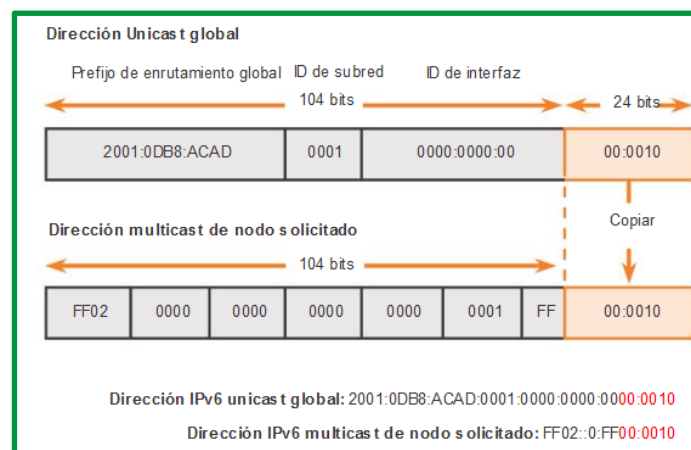 Dirección Unicast global
Prefijo de enrutamiento global ID de subred ID de interfaz
104 bits 24 bits
2001:0DB8:ACAD 0001 0000:0000:00 00:0010
Copiar
Dirección multicast de nodo solicitado
104 bits
FF02 0000 0000 0000 0000 0001 FF 00:0010
Dirección IPv6 unicast global: 2001:0DB8:ACAD:0001:0000:0000:0000:0010
Dirección IPv6 multicast de nodo solicitado: FF02::0:FF00:0010